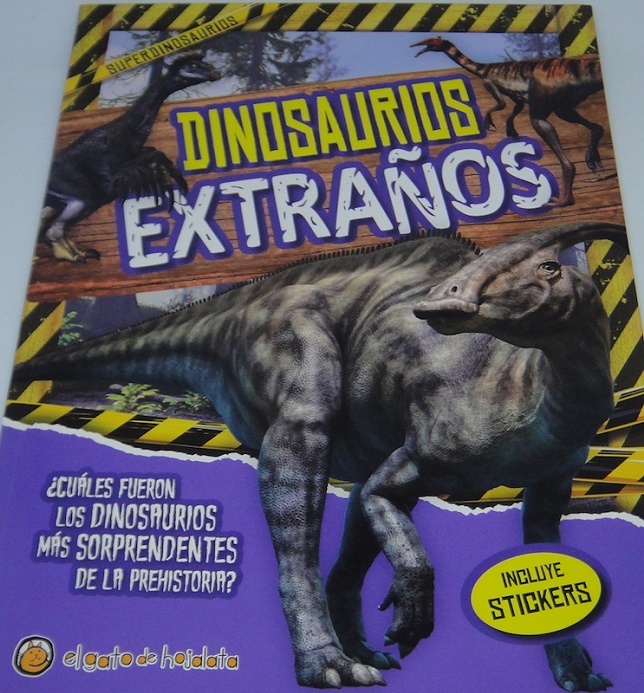 SUPERDINOSAURIOS
DINOSAURIOS
EXTRAÑOS
¿CUÁLES FUERON
LOS DINOSAURIOS
MÁS SORPRENDENTES
DE LA PREHISTORIA?
INCLUYE
STICKERS
el gato de hojalata